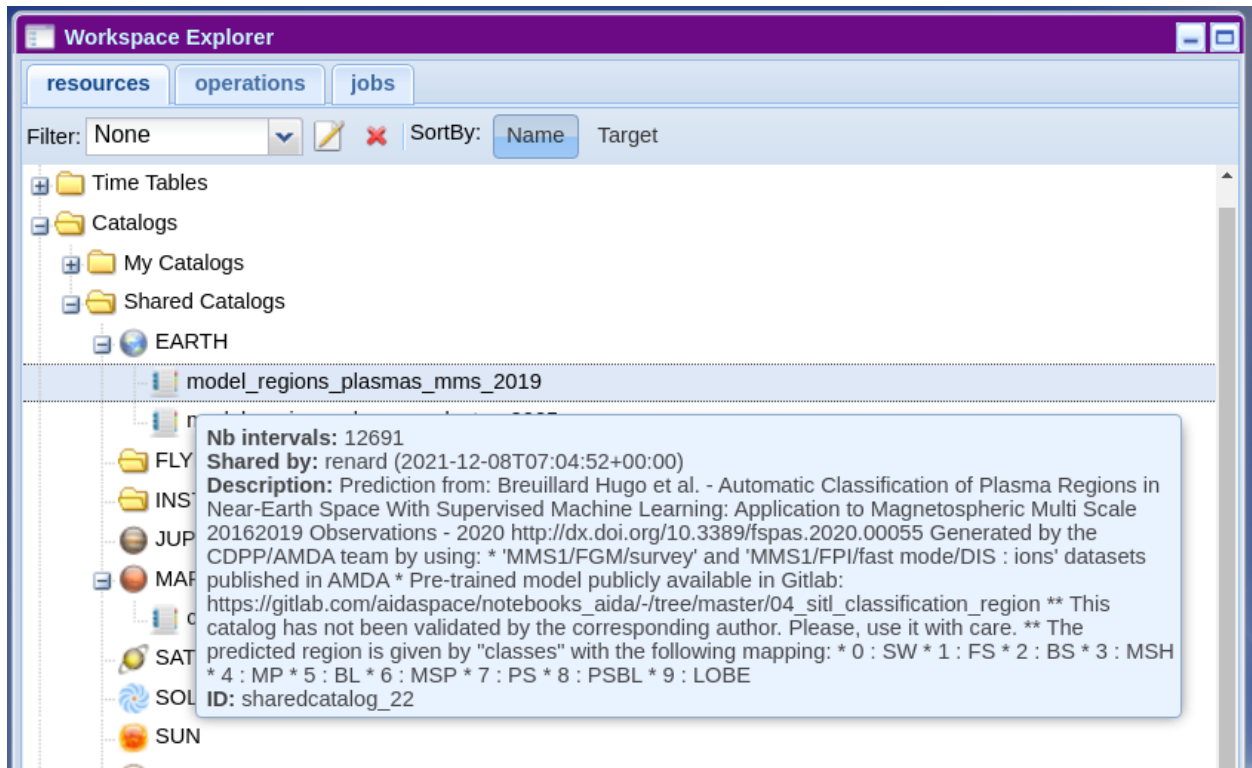 Workspace Explorer
resources operations jobs
Filter: None SortBy: Name Target
Time Tables
Catalogs
My Catalogs
Shared Catalogs
EARTH
model_regions_plasmas_mms_2019
Nb intervals: 12691
FLY
Shared by: renard (2021-12-08T07:04:52+00:00)
Description: Prediction from: Breuillard Hugo et al. - Automatic Classification of Plasma Regions in
INS
Near-Earth Space With Supervised Machine Learning: Application to Magnetospheric Multi Scale
20162019 Observations - 2020 http://dx.doi.org/10.3389/fspas.2020.00055 Generated by the
JUP
CDPP/AMDA team by using: * 'MMS1/FGM/survey' and 'MMS1/FPI/fast mode/DIS : ions' datasets
MAR
published in AMDA * Pre-trained model publicly available in Gitlab:
https://gitlab.com/aidaspace/notebooks_aida/-/tree/master/04_sitl_classification_region ** This
catalog has not been validated by the corresponding author. Please, use it with care. ** The
SAT
predicted region is given by "classes" with the following mapping: * 0 : SW * 1 : FS * 2 : BS * 3 : MSH
* 4 : MP * 5 : BL * 6 : MSP * 7 : PS * 8 : PSBL * 9 : LOBE
SOL
ID: sharedcatalog_22
SUN